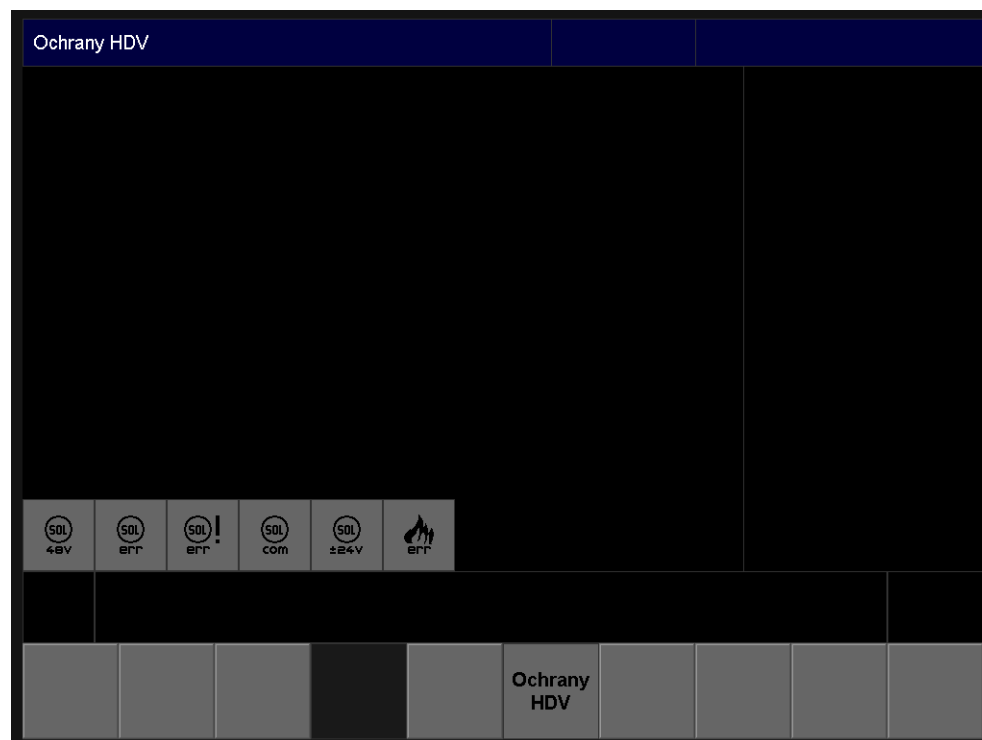 Ochrany HDV
SOL SOL SOL! SOL SOL
48V err err com ±24V err
Ochrany
HDV